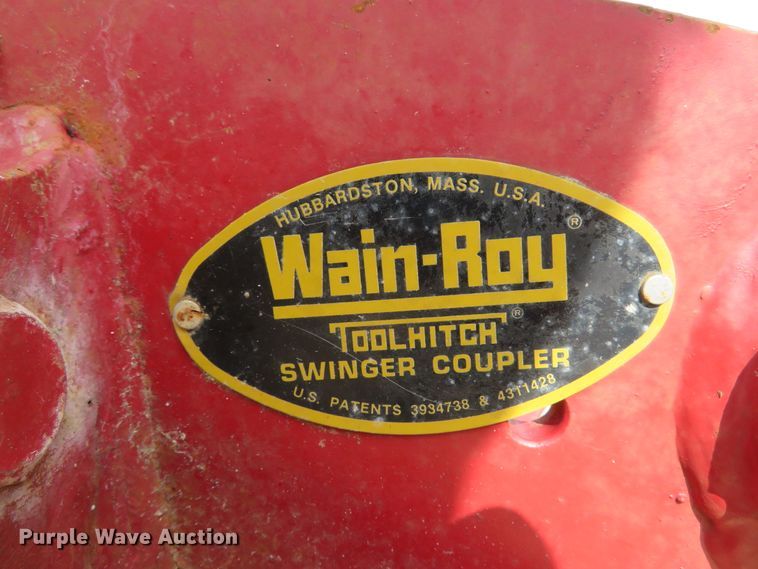 HUBBARDSTON, MASS. U.S.A.
Wain-Roy®
TOOLHITCH®
SWINGER COUPLER
U.S. PATENTS 3934738 & 4311428
Purple Wave Auction